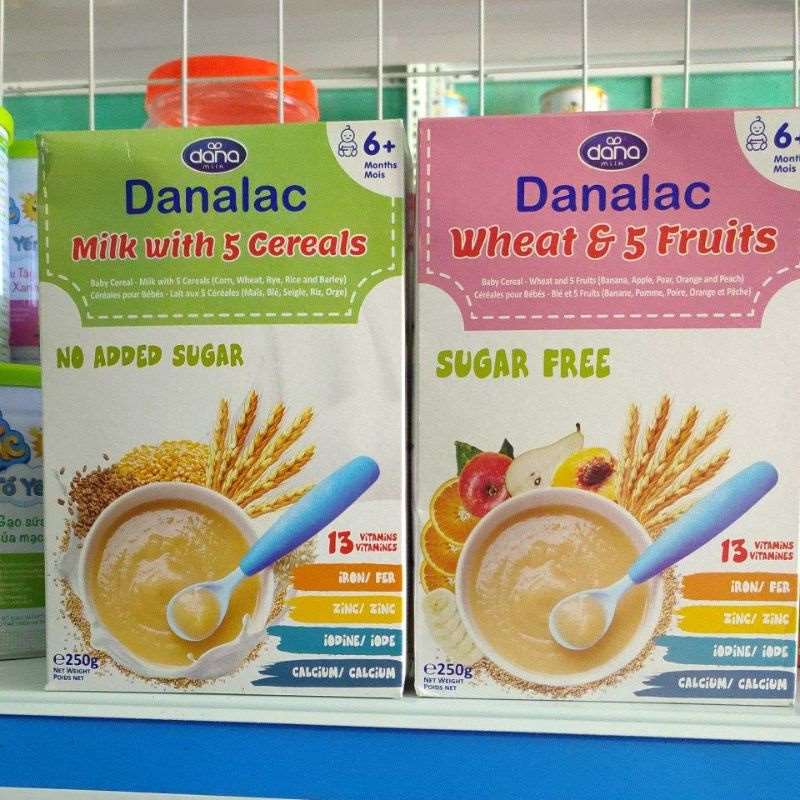 dana
milk
6+
Months
Mois
Danalac
Milk with 5 Cereals
Baby Cereal - Milk with 5 Cereals (Corn, Wheat, Rye, Rice and Barley)
Céréales pour Bébés - Lait aux 5 Céréales (Maïs, Blé, Seigle, Riz, Orge)
NO ADDED SUGAR
13 VITAMINS
VITAMINES
IRON/ FER
ZINC/ ZINC
IODINE/ IODE
CALCIUM/ CALCIUM
e250g
NET WEIGHT
POIDS NET
dana
milk
6+
Months
Mois
Danalac
Wheat & 5 Fruits
Baby Cereal - Wheat and 5 Fruits (Banana, Apple, Pear, Orange and Peach)
Céréales pour Bébés - Blé et 5 Fruits (Banane, Pomme, Poire, Orange et Pêche)
SUGAR FREE
13 VITAMINS
VITAMINES
IRON/ FER
ZINC/ ZINC
IODINE/ IODE
CALCIUM/ CALCIUM
e250g
NET WEIGHT
POIDS NET
Gạo sữa